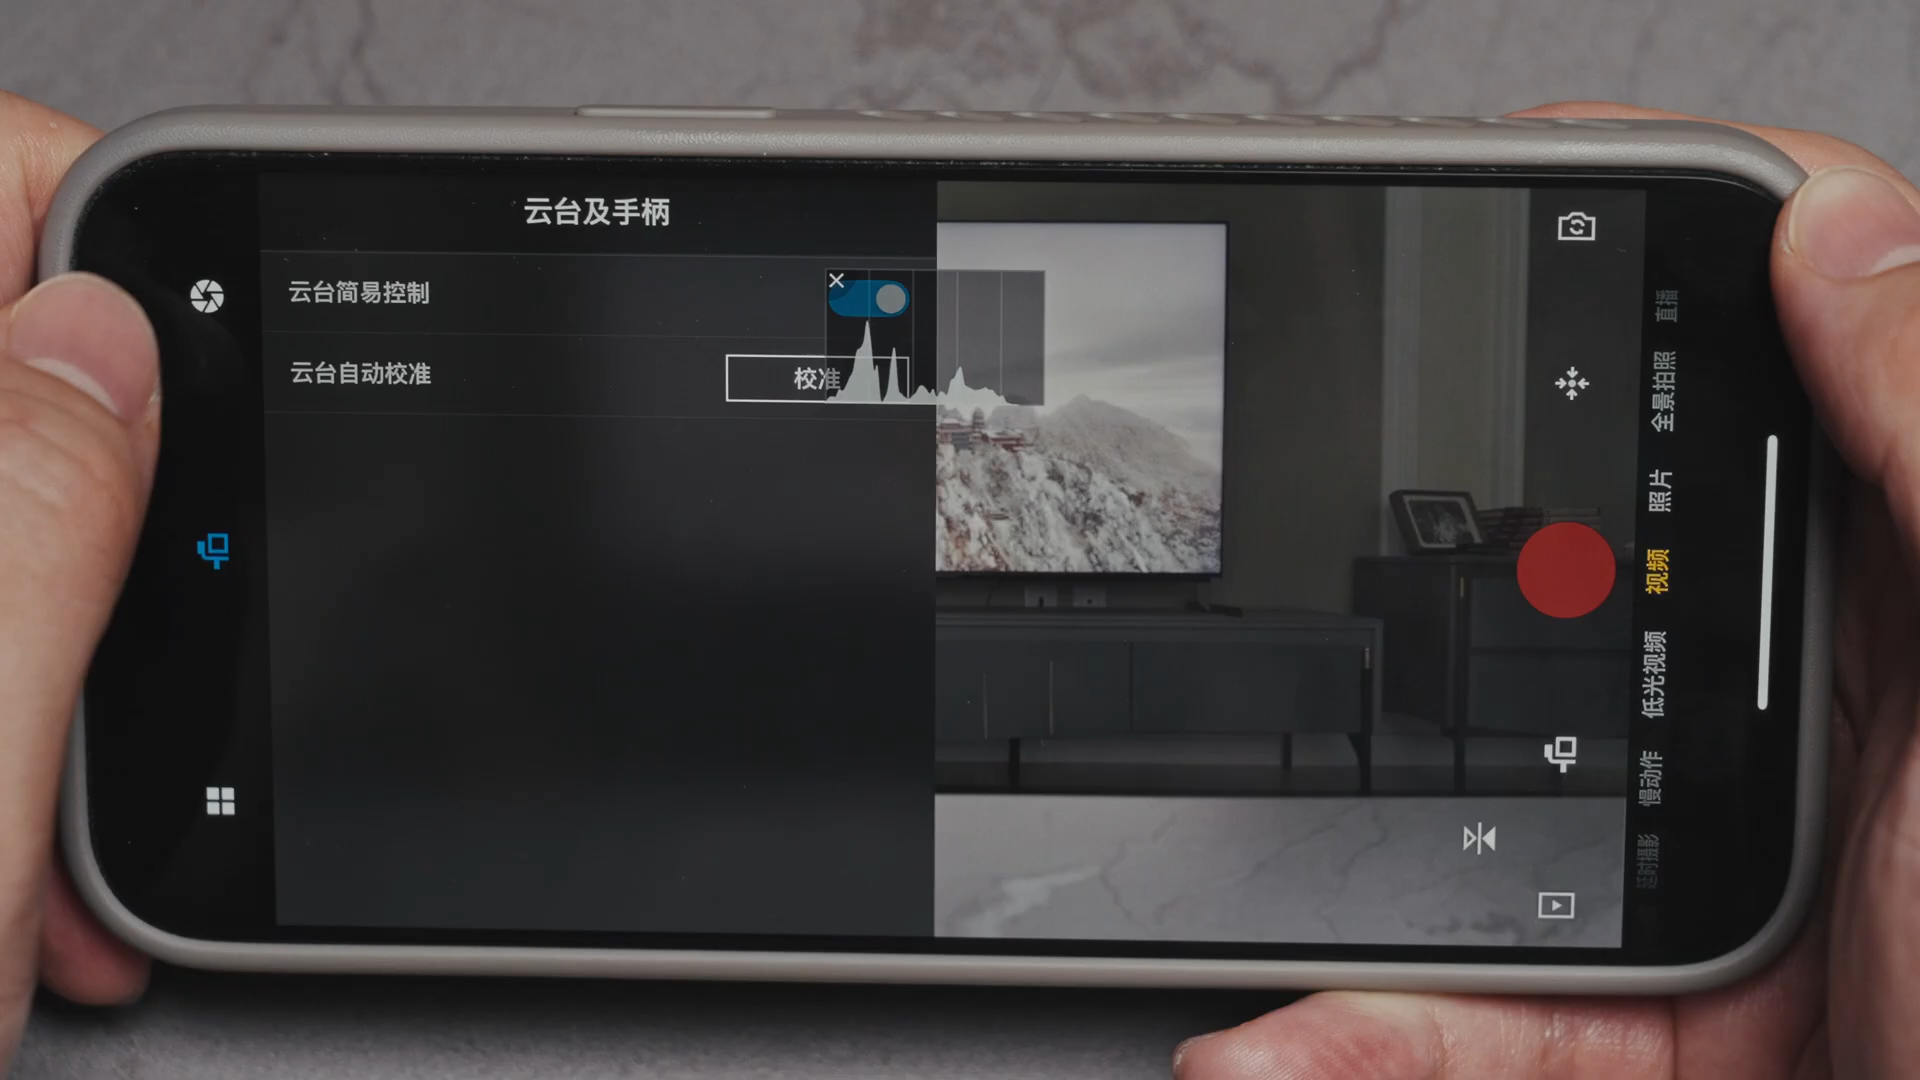 云台及手柄
云台简易控制
云台自动校准
校准
直播
全景拍照
照片
视频
低光视频
慢动作
延时摄影